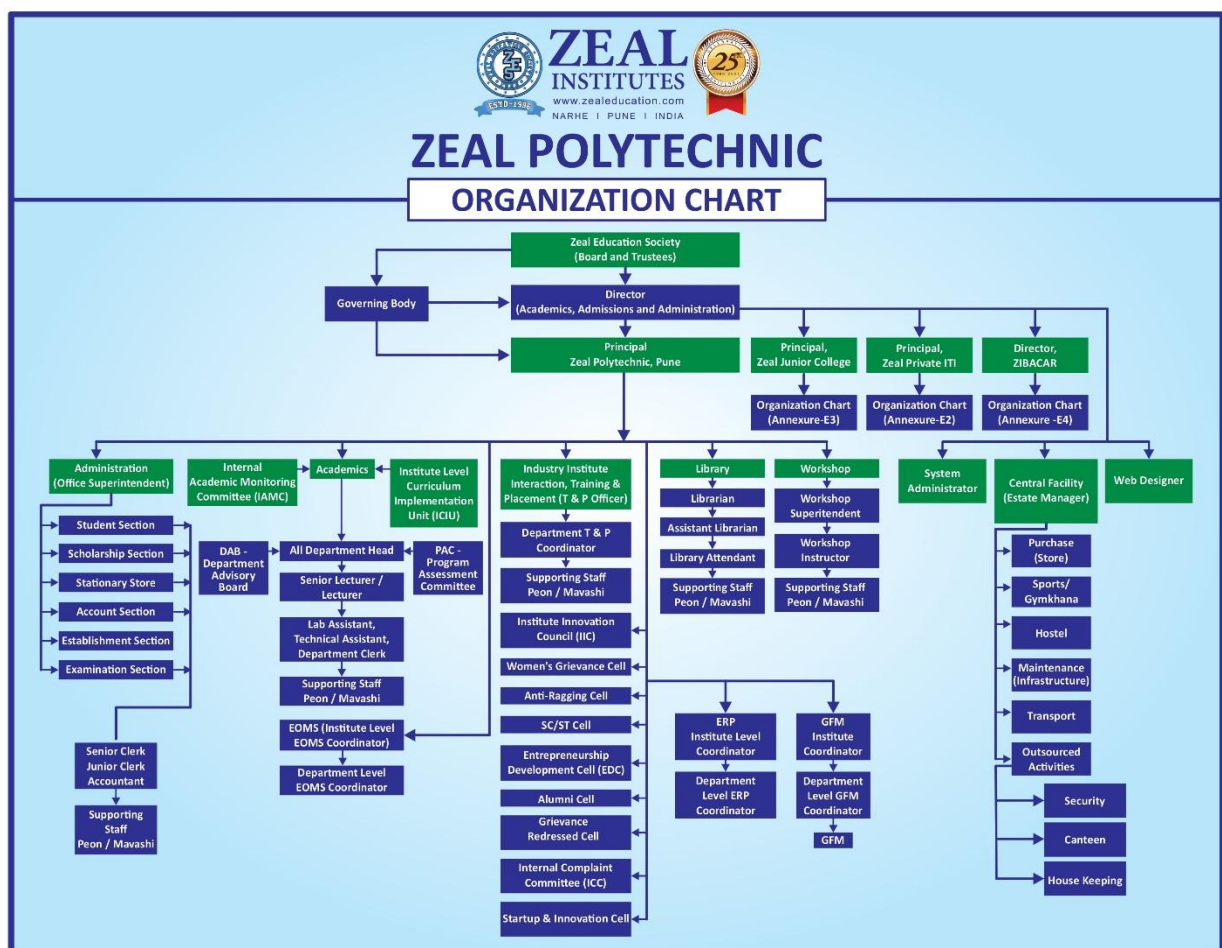 ZEAL EDUCATION SOCIETY
ZES
ESTD-1996
ZEAL
INSTITUTES
www.zealeducation.com
NARHE | PUNE | INDIA
25
ZEAL POLYTECHNIC
ORGANIZATION CHART
Zeal Education Society
(Board and Trustees)
Governing Body
Director
(Academics, Admissions and Administration)
Principal
Zeal Polytechnic, Pune
Principal,
Zeal Junior College
Principal,
Zeal Private ITI
Director,
ZIBACAR
Organization Chart
(Annexure-E3)
Organization Chart
(Annexure-E2)
Organization Chart
(Annexure -E4)
Administration
(Office Superintendent)
Student Section
Scholarship Section
Stationary Store
Account Section
Establishment Section
Examination Section
Senior Clerk
Junior Clerk
Accountant
Supporting
Staff
Peon / Mavashi
Internal
Academic Monitoring
Committee (IAMC)
Academics
Institute Level
Curriculum
Implementation
Unit (ICIU)
DAB -
Department
Advisory
Board
All Department Head
PAC -
Program
Assessment
Committee
Senior Lecturer /
Lecturer
Lab Assistant,
Technical Assistant,
Department Clerk
Supporting Staff
Peon / Mavashi
EOMS (Institute Level
EOMS Coordinator)
Department Level
EOMS Coordinator
Industry Institute
Interaction, Training &
Placement (T & P Officer)
Department T & P
Coordinator
Supporting Staff
Peon / Mavashi
Institute Innovation
Council (IIC)
Women's Grievance Cell
Anti-Ragging Cell
SC/ST Cell
Entrepreneurship
Development Cell (EDC)
Alumni Cell
Grievance
Redressed Cell
Internal Complaint
Committee (ICC)
Startup & Innovation Cell
Library
Librarian
Assistant Librarian
Library Attendant
Supporting Staff
Peon / Mavashi
Workshop
Workshop
Superitendent
Workshop
Instructor
Supporting Staff
Peon / Mavashi
ERP
Institute Level
Coordinator
Department
Level ERP
Coordinator
GFM
Institute
Coordinator
Department
Level GFM
Coordinator
GFM
System
Administrator
Central Facility
(Estate Manager)
Web Designer
Purchase
(Store)
Sports/
Gymkhana
Hostel
Maintenance
(Infrastructure)
Transport
Outsourced
Activities
Security
Canteen
House Keeping